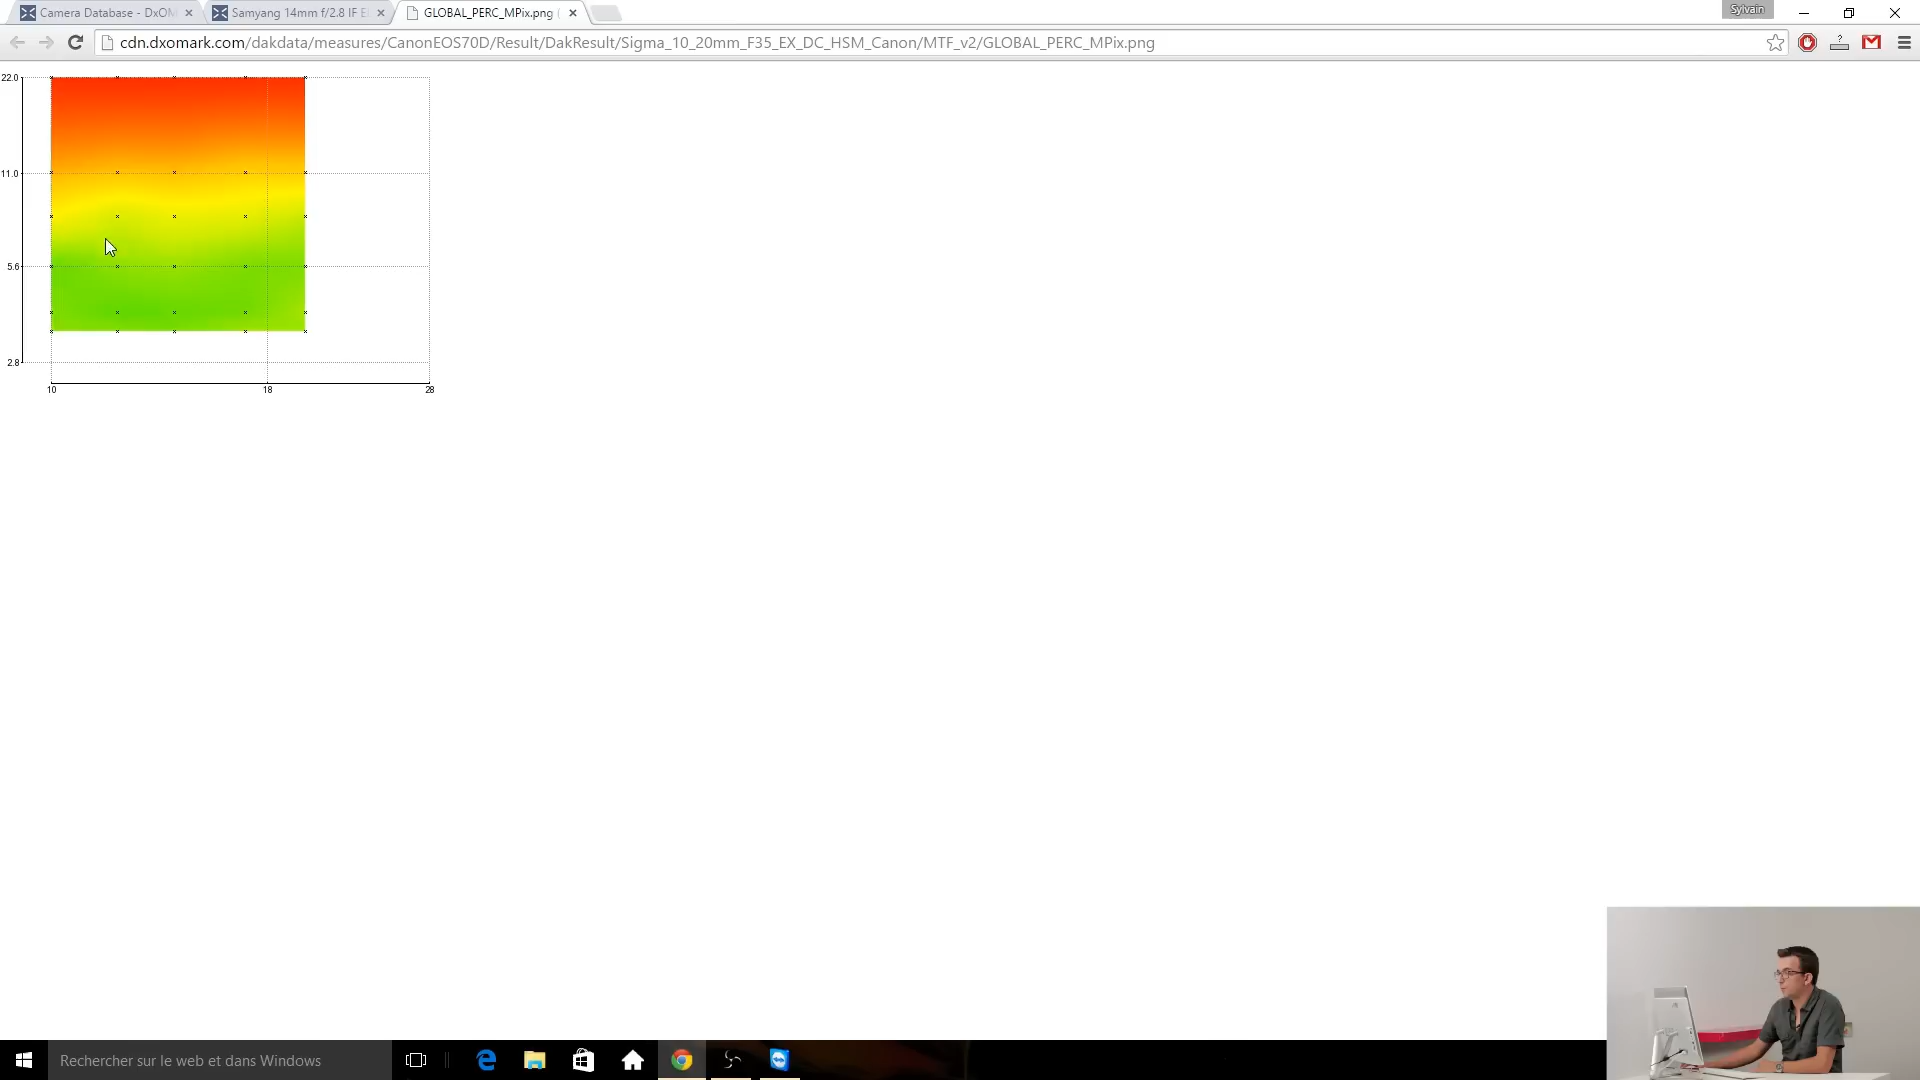 Camera Database - DxOM
Samyang 14mm f/2.8 IF E
GLOBAL_PERC_MPix.png
Sylvain
cdn.dxomark.com/dakdata/measures/CanonEOS70D/Result/DakResult/Sigma_10_20mm_F35_EX_DC_HSM_Canon/MTF_v2/GLOBAL_PERC_MPix.png
22.0
11.0
5.6
2.8
10 18 28
Rechercher sur le web et dans Windows